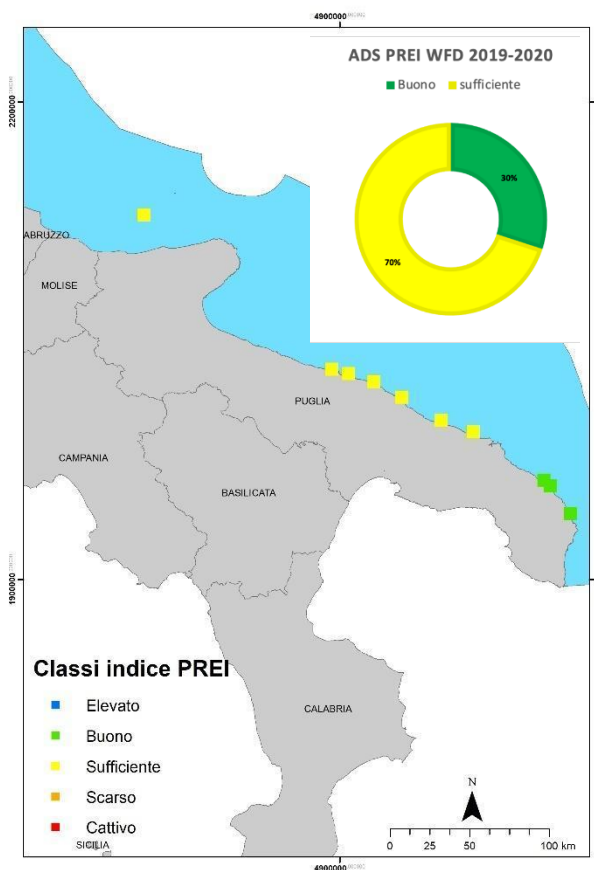 4900000
ADS PREI WFD 2019-2020
Buono sufficiente
30%
70%
2200000
ABRUZZO
MOLISE
PUGLIA
CAMPANIA
BASILICATA
1900000
Classi indice PREI
Elevato
Buono
Sufficiente
Scarso
Cattivo
CALABRIA
SICILIA
N
0 25 50 100 km
4900000